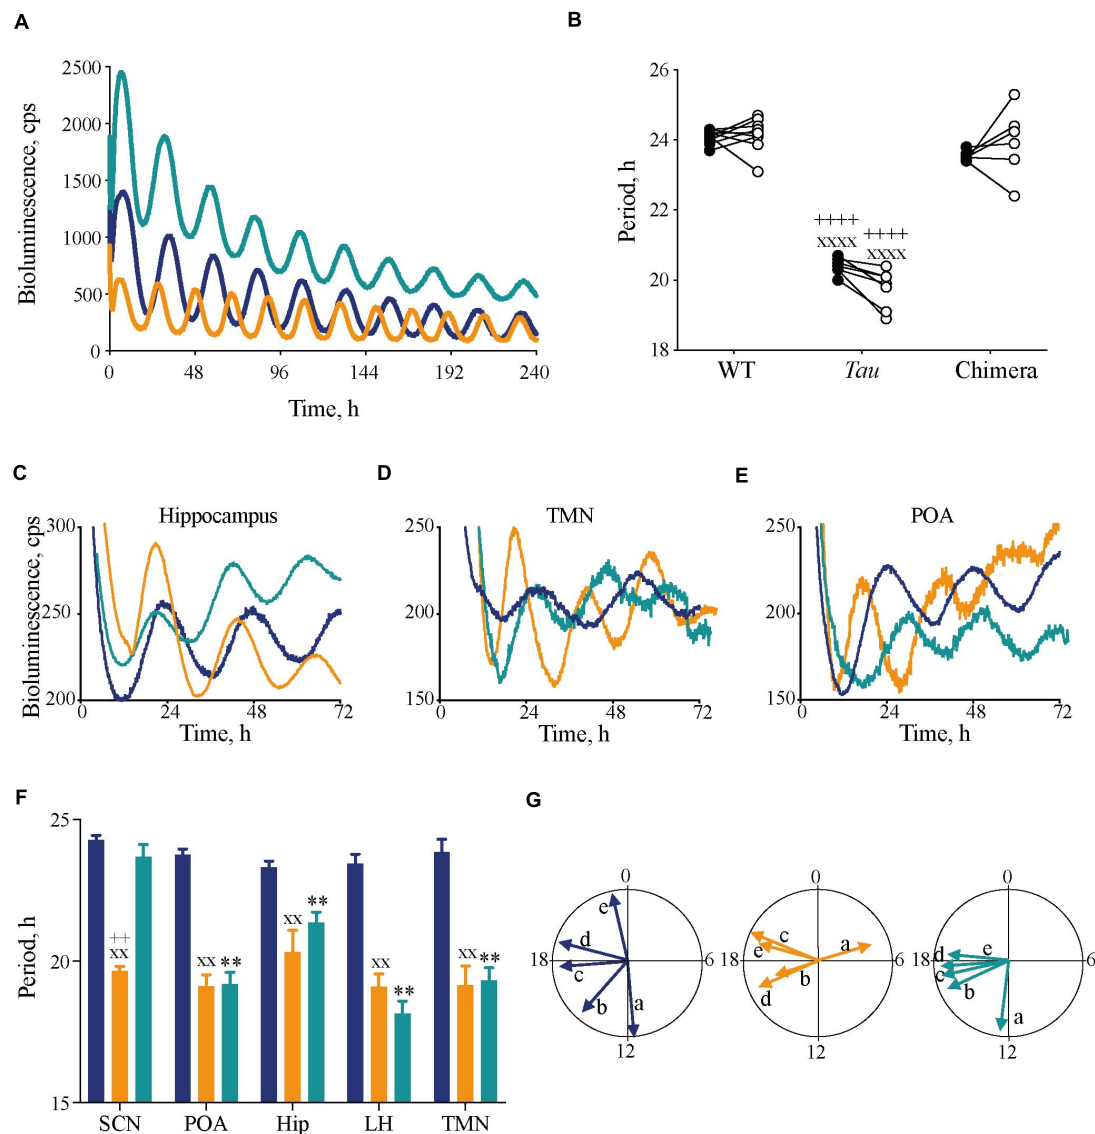 A
B
Bioluminescence, cps
2500
2000
1500
1000
500
0
0 48 96 144 192 240
Time, h
Period, h
26
24
22
20
18
++++
xxxx
++++
xxxx
WT Tau Chimera
C
D
E
Hippocampus
TMN
POA
Bioluminescence, cps
300
250
200
0 24 48 72
Time, h
250
200
150
0 24 48 72
Time, h
250
200
150
0 24 48 72
Time, h
F
G
Period, h
25
20
15
++
xx
xx
**
xx
**
xx
**
xx
**
SCN POA Hip LH TMN
0
6
12
18
e
d
c
b
a
0
6
12
18
c
e
b
d
a
0
6
12
18
d
e
c
b
a